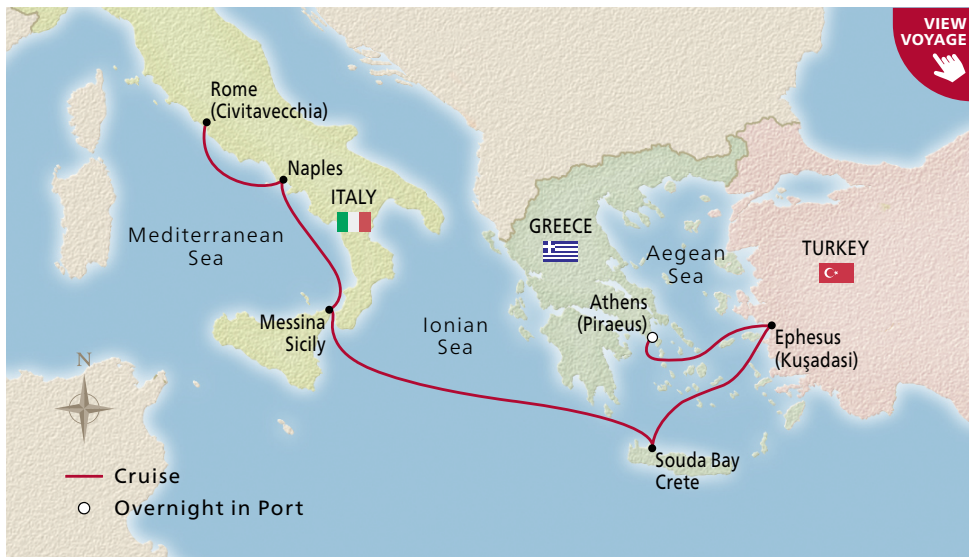 VIEW
VOYAGE
Rome
(Civitavecchia)
Naples
ITALY
Mediterranean
Sea
GREECE
Aegean
Sea
TURKEY
Athens
(Piraeus)
Messina
Sicily
Ionian
Sea
Ephesus
(Kuşadasi)
N
Souda Bay
Crete
Cruise
Overnight in Port